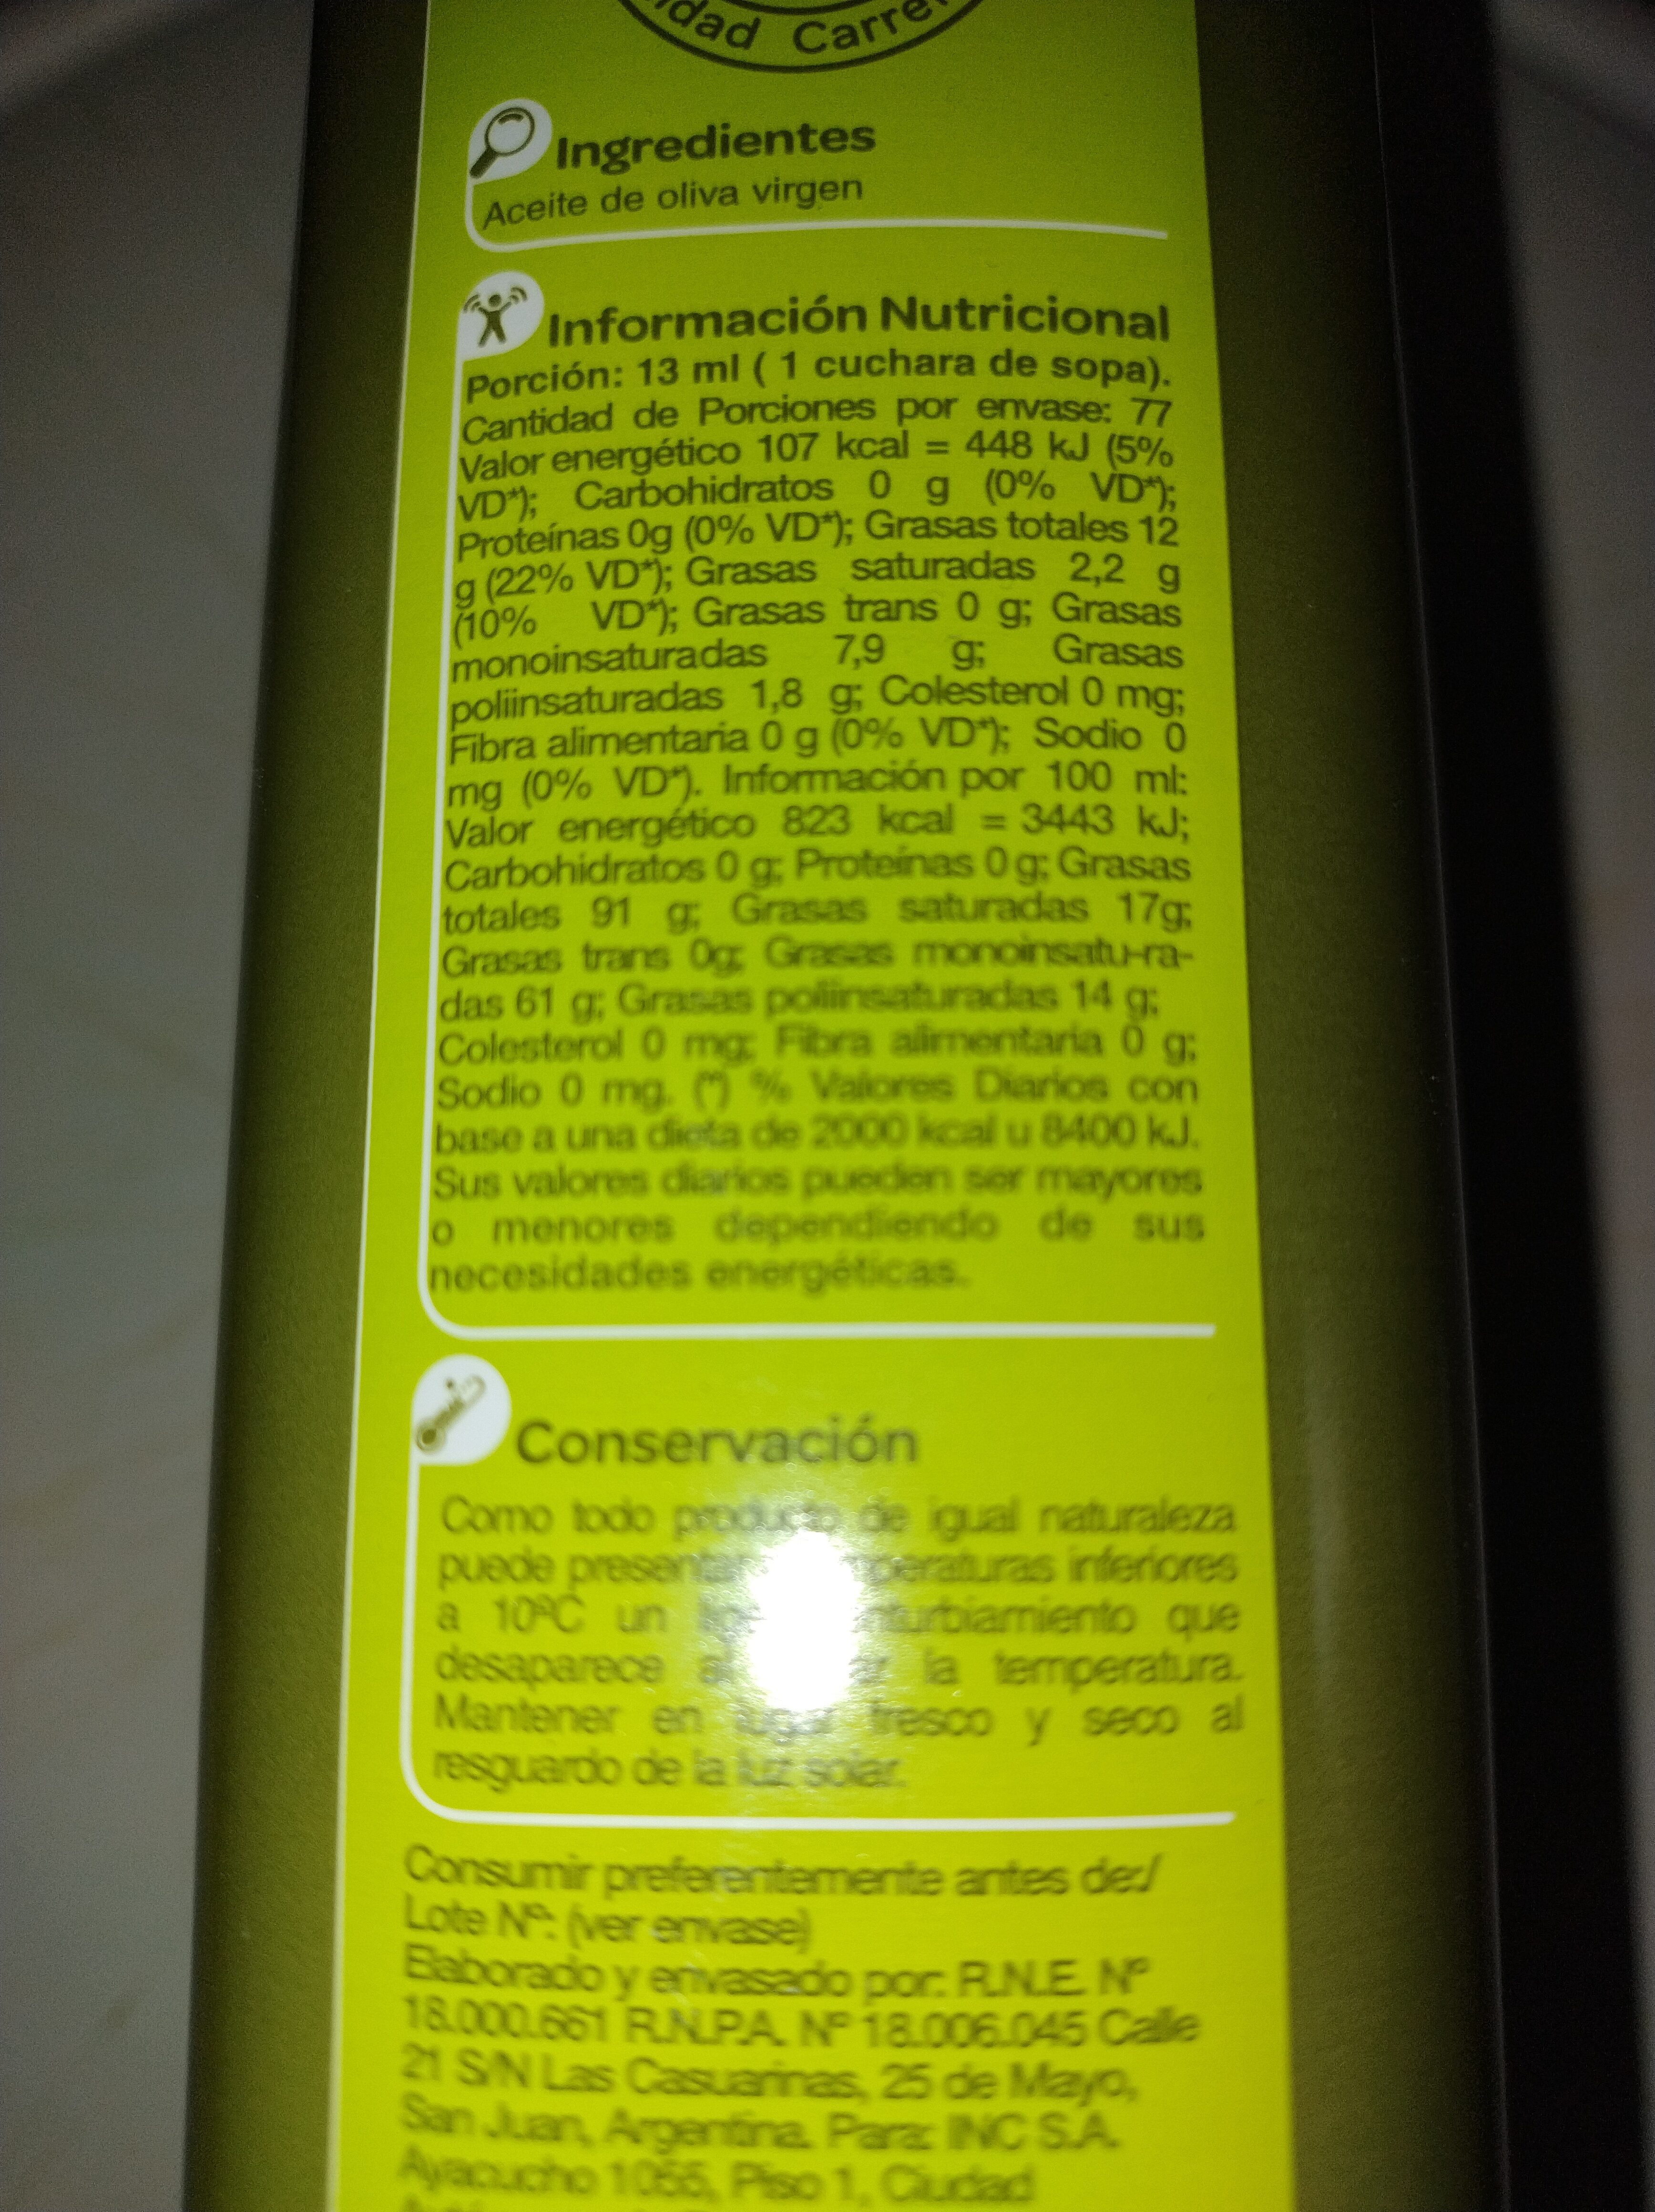 dad Carre
Ingredientes
Aceite de oliva virgen
Información Nutricional
Porción: 13 ml ( 1 cuchara de sopa).
Cantidad de Porciones por envase: 77
Valor energético 107 kcal = 448 kJ (5%
VD*); Carbohidratos 0 g (0% VD*);
Proteínas 0g (0% VD*); Grasas totales 12
g (22% VD*); Grasas saturadas 2,2 g
(10% VD*); Grasas trans 0 g; Grasas
monoinsaturadas 7,9 g; Grasas
poliinsaturadas 1,8 g; Colesterol 0 mg;
Fibra alimentaria 0 g (0% VD*); Sodio 0
mg (0% VD*). Información por 100 ml:
Valor energético 823 kcal = 3443 kJ;
Carbohidratos 0 g; Proteínas 0 g; Grasas
totales 91 g; Grasas saturadas 17g;
Grasas trans 0g; Grasas monoinsatu-ra-
das 61 g; Grasas poliinsaturadas 14 g;
Colesterol 0 mg; Fibra alimentaria 0 g;
Sodio 0 mg. (*) % Valores Diarios con
base a una dieta de 2000 kcal u 8400 kJ.
Sus valores diarios pueden ser mayores
o menores dependiendo de sus
necesidades energéticas.
Conservación
Como todo producto de igual naturaleza
puede presentar peraturas inferiores
a 10ºC un nturbiamiento que
desaparece la temperatura.
Mantener en lugar fresco y seco al
resguardo de la luz solar.
Consumir preferentemente antes de:/
Lote Nº: (ver envase)
Elaborado y envasado por: R.N.E. Nº
18.000.661 R.N.P.A. Nº 18.006.045 Calle
21 S/N Las Casuarinas, 25 de Mayo,
San Juan, Argentina. Para: INC S.A.
Ayacucho 1055, Piso 1, Ciudad